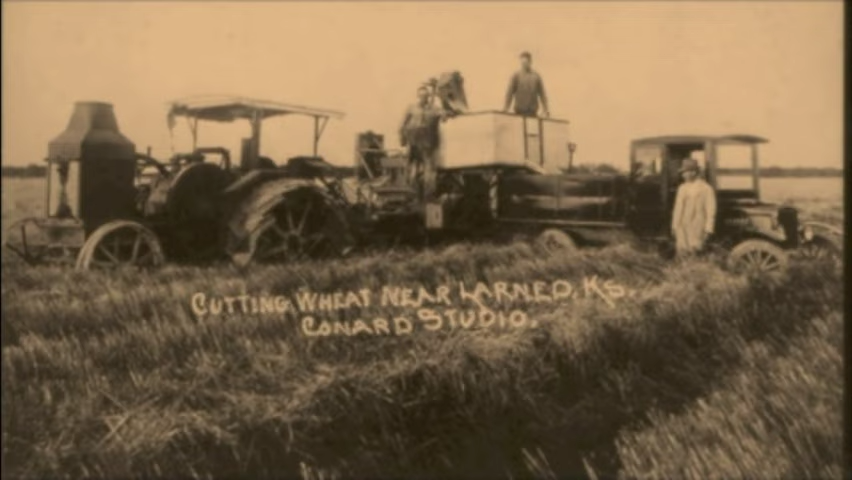 CUTTING WHEAT NEAR LARNED, KS.
CONARD STUDIO.